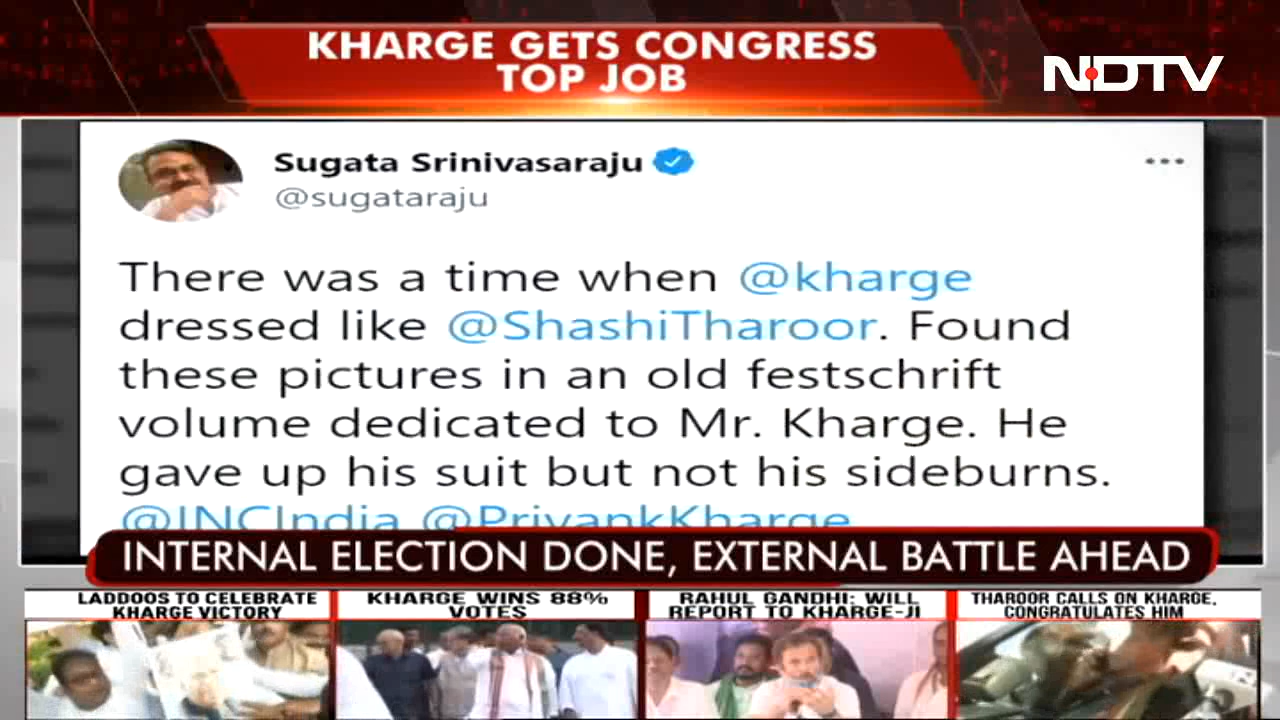 KHARGE GETS CONGRESS
TOP JOB
NDTV
Sugata Srinivasaraju
@sugataraju
There was a time when @kharge
dressed like @ShashiTharoor. Found
these pictures in an old festschrift
volume dedicated to Mr. Kharge. He
gave up his suit but not his sideburns.
@INCIndia @PriyankKharge
INTERNAL ELECTION DONE, EXTERNAL BATTLE AHEAD
LADDOOS TO CELEBRATE
KHARGE VICTORY
KHARGE WINS 88%
VOTES
RAHUL GANDHI: WILL
REPORT TO KHARGE-JI
THAROOR CALLS ON KHARGE,
CONGRATULATES HIM